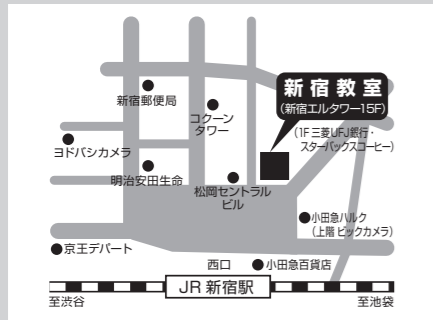 新宿教室
（新宿エルタワー15F）
（1F 三菱UFJ銀行・
スターバックスコーヒー）
新宿郵便局
コクーン
タワー
ヨドバシカメラ
明治安田生命
松岡セントラル
ビル
小田急ハルク
（上階 ビックカメラ）
京王デパート
西口
小田急百貨店
JR 新宿駅
至渋谷
至池袋